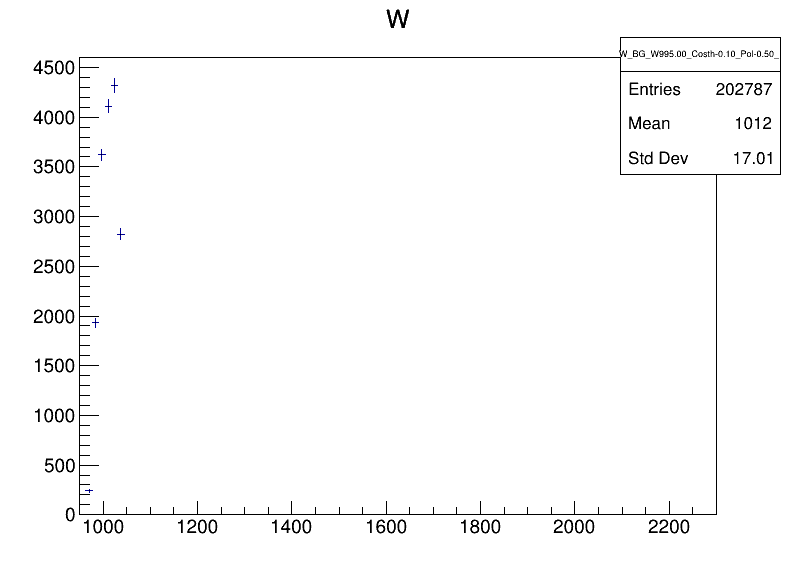 W
W_BG_W995.00_Costh-0.10_Pol-0.50_
Entries 202787
Mean 1012
Std Dev 17.01
4500
4000
3500
3000
2500
2000
1500
1000
500
0
1000 1200 1400 1600 1800 2000 2200